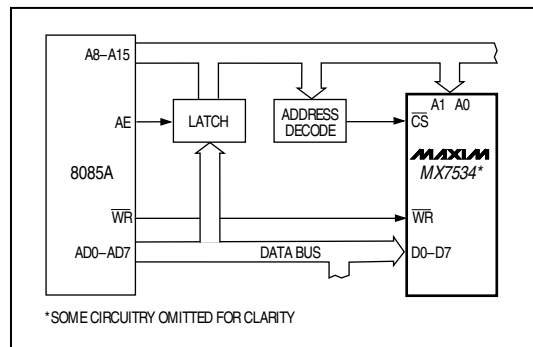 A8–A15
A1 A0
AE
LATCH
ADDRESS
DECODE
CS
MAXIM
MX7534*
8085A
WR
WR
AD0–AD7
DATA BUS
D0–D7
*SOME CIRCUITRY OMITTED FOR CLARITY